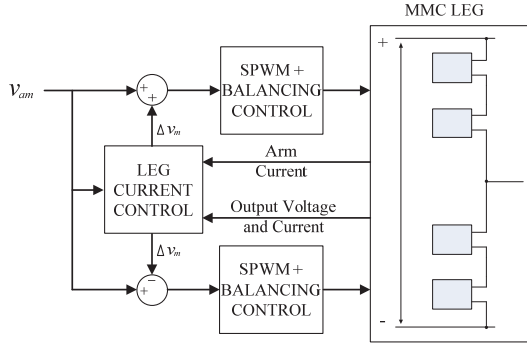 MMC LEG
SPWM +
BALANCING
CONTROL
+
+
+
v_am
Δv_m
Arm
Current
LEG
CURRENT
CONTROL
Output Voltage
and Current
Δv_m
SPWM +
BALANCING
CONTROL
−
+
-